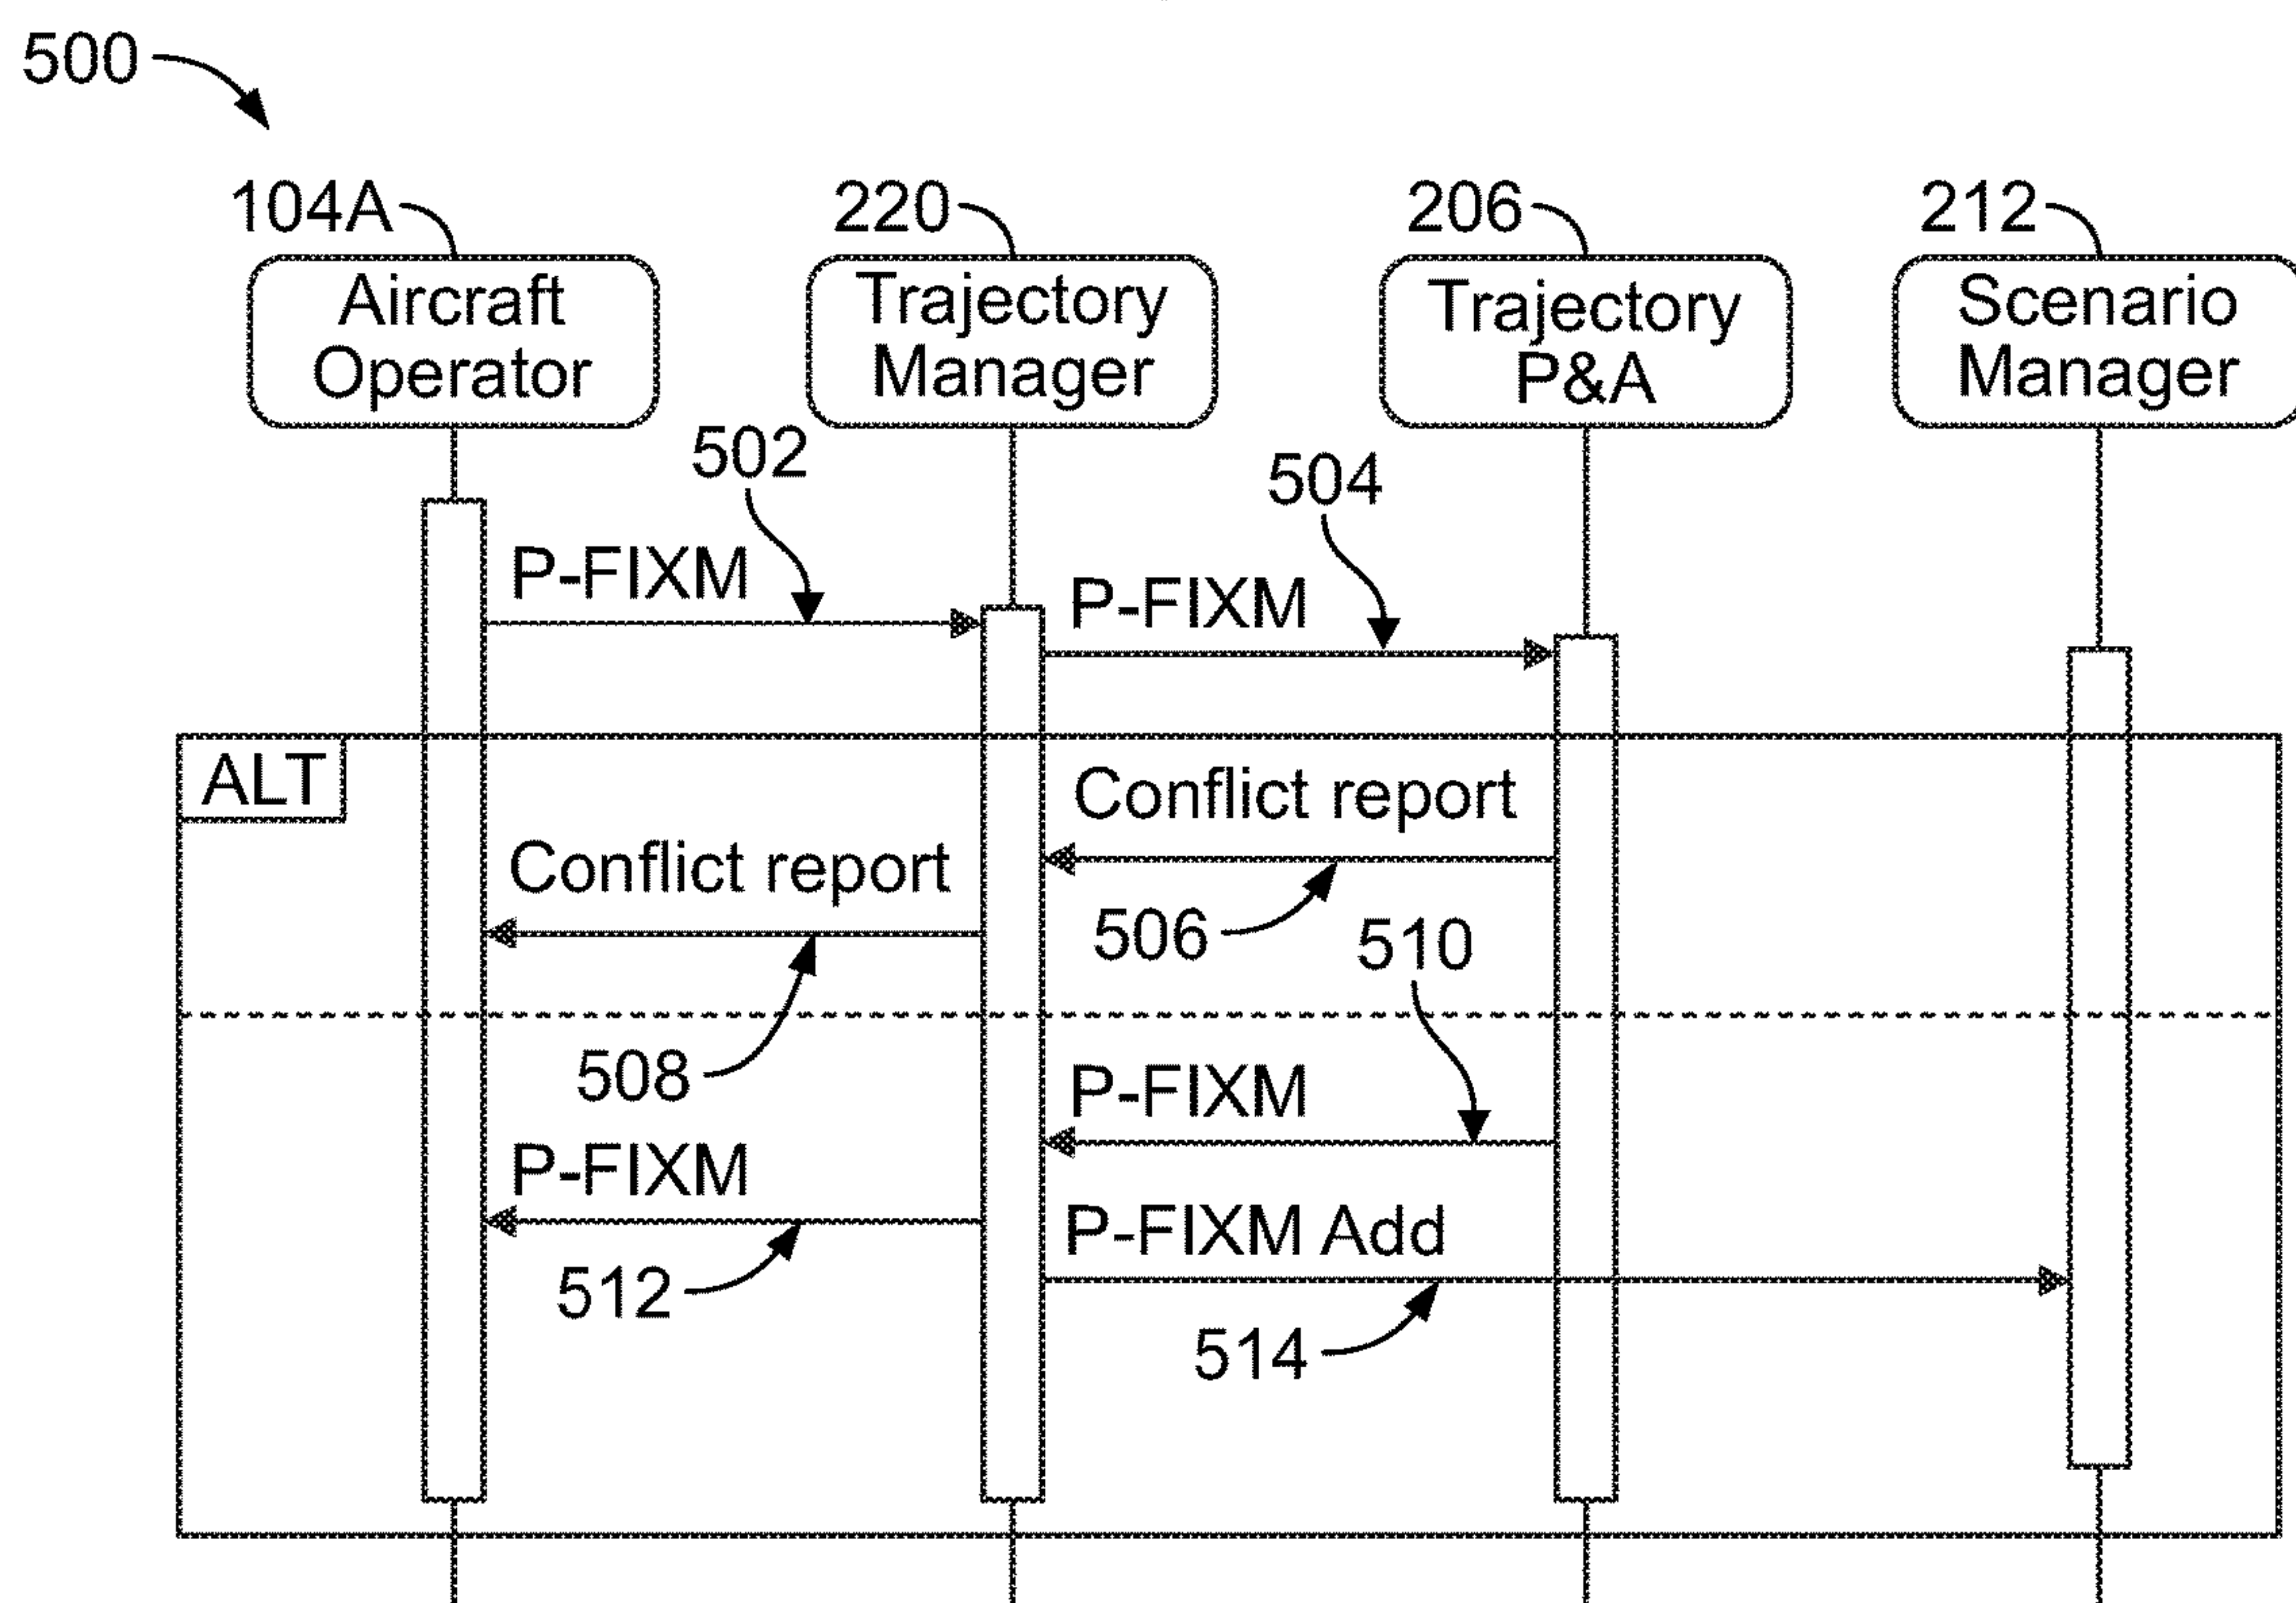 500
104A
220
206
212
Aircraft
Operator
Trajectory
Manager
Trajectory
P&A
Scenario
Manager
502
504
P-FIXM
P-FIXM
ALT
Conflict report
Conflict report
506
510
508
P-FIXM
P-FIXM
P-FIXM Add
512
514